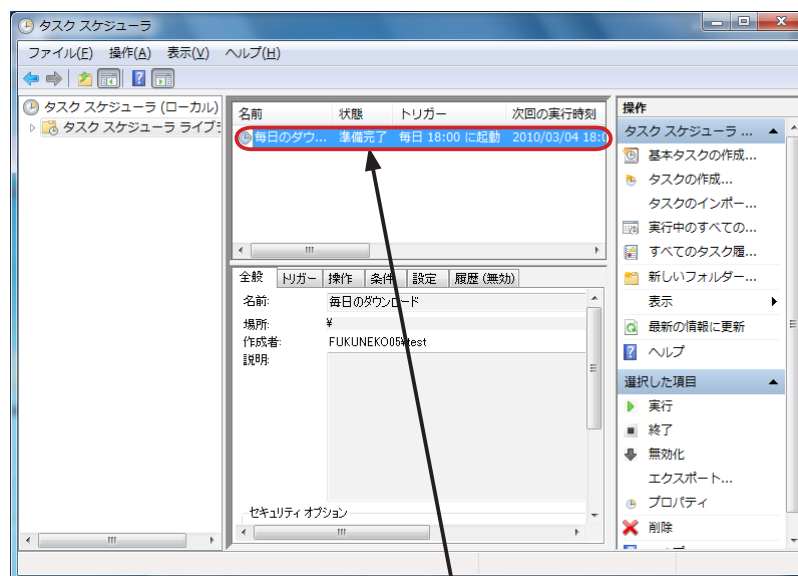 タスク スケジューラ
ファイル(F) 操作(A) 表示(V) ヘルプ(H)
タスク スケジューラ (ローカル)
タスク スケジューラ ライブラ
名前 状態 トリガー 次回の実行時刻
毎日のダウ... 準備完了 毎日 18:00 に起動 2010/03/04 18:0
全般 トリガー 操作 条件 設定 履歴 (無効)
名前: 毎日のダウンロード
場所: ¥
作成者: FUKUNEKO05¥test
説明:
セキュリティ オプション
操作
タスク スケジューラ ...
基本タスクの作成...
タスクの作成...
タスクのインポー...
実行中のすべての...
すべてのタスク履...
新しいフォルダー...
表示
最新の情報に更新
ヘルプ
選択した項目
実行
終了
無効化
エクスポート...
プロパティ
削除